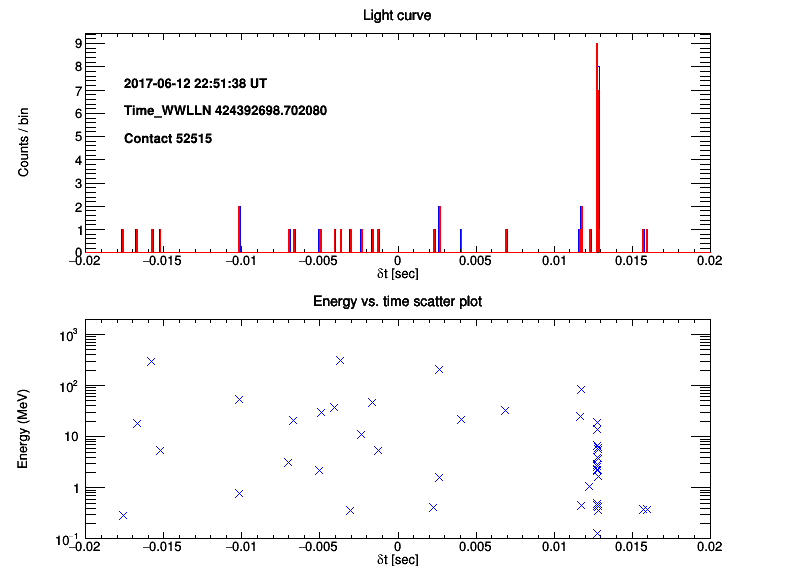 Light curve
Counts / bin
9
8
7
6
5
4
3
2
1
0
2017-06-12 22:51:38 UT
Time_WWLLN 424392698.702080
Contact 52515
−0.02 −0.015 −0.01 −0.005 0 0.005 0.01 0.015 0.02
δt [sec]
Energy vs. time scatter plot
Energy (MeV)
10³
10²
10
1
10⁻¹
−0.02 −0.015 −0.01 −0.005 0 0.005 0.01 0.015 0.02
δt [sec]